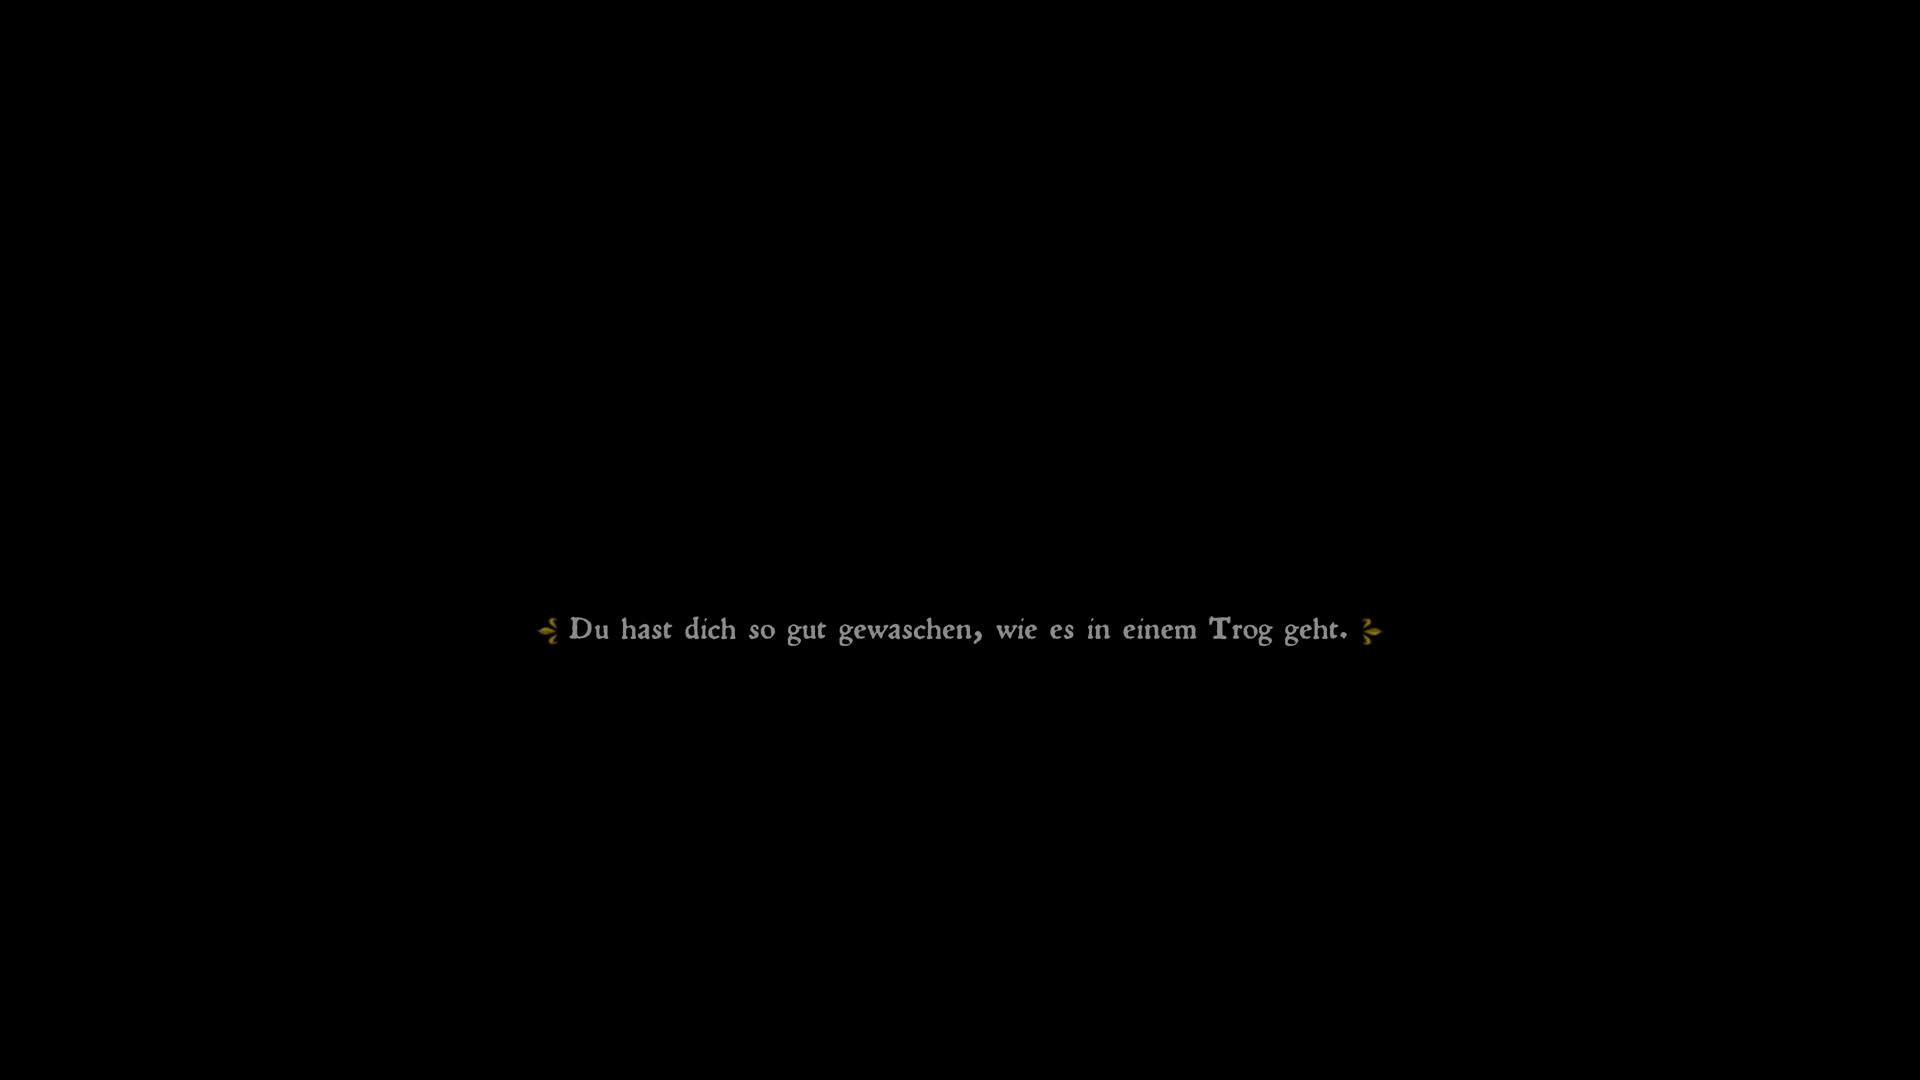 Du hast dich so gut gewaschen, wie es in einem Trog geht.